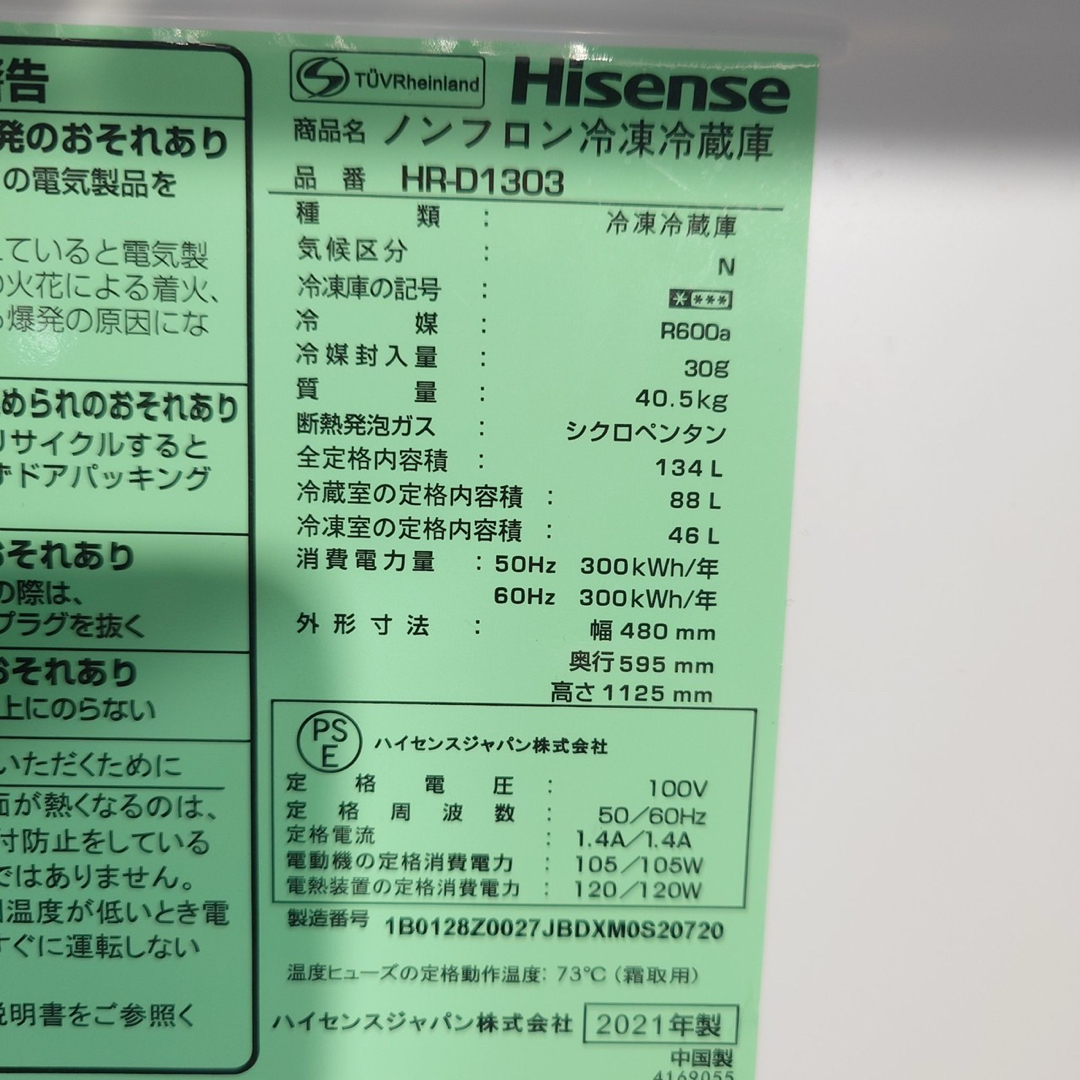 警告
発のおそれあり
の電気製品を
ていると電気製
の火花による着火、
爆発の原因にな
められのおそれあり
リサイクルすると
ずドアパッキング
おそれあり
の際は、
プラグを抜く
おそれあり
上にのらない
いただくために
面が熱くなるのは、
付防止をしている
ではありません。
温度が低いとき電
すぐに運転しない
説明書をご参照く
TÜVRheinland
Hisense
商品名 ノンフロン冷凍冷蔵庫
品番 HR-D1303
種類 : 冷凍冷蔵庫
気候区分 : N
冷凍庫の記号 : ****
冷媒 : R600a
冷媒封入量 : 30g
質量 : 40.5kg
断熱発泡ガス : シクロペンタン
全定格内容積 : 134 L
冷蔵室の定格内容積 : 88 L
冷凍室の定格内容積 : 46 L
消費電力量 : 50Hz 300kWh/年
60Hz 300kWh/年
外形寸法 : 幅 480 mm
奥行 595 mm
高さ 1125 mm
PSE ハイセンスジャパン株式会社
定格電圧 : 100V
定格周波数 : 50/60Hz
定格電流 : 1.4A/1.4A
電動機の定格消費電力 : 105/105W
電熱装置の定格消費電力 : 120/120W
製造番号 1B0128Z0027JBDXM0S20720
温度ヒューズの定格動作温度: 73℃(霜取用)
ハイセンスジャパン株式会社 2021年製
中国製
4169055